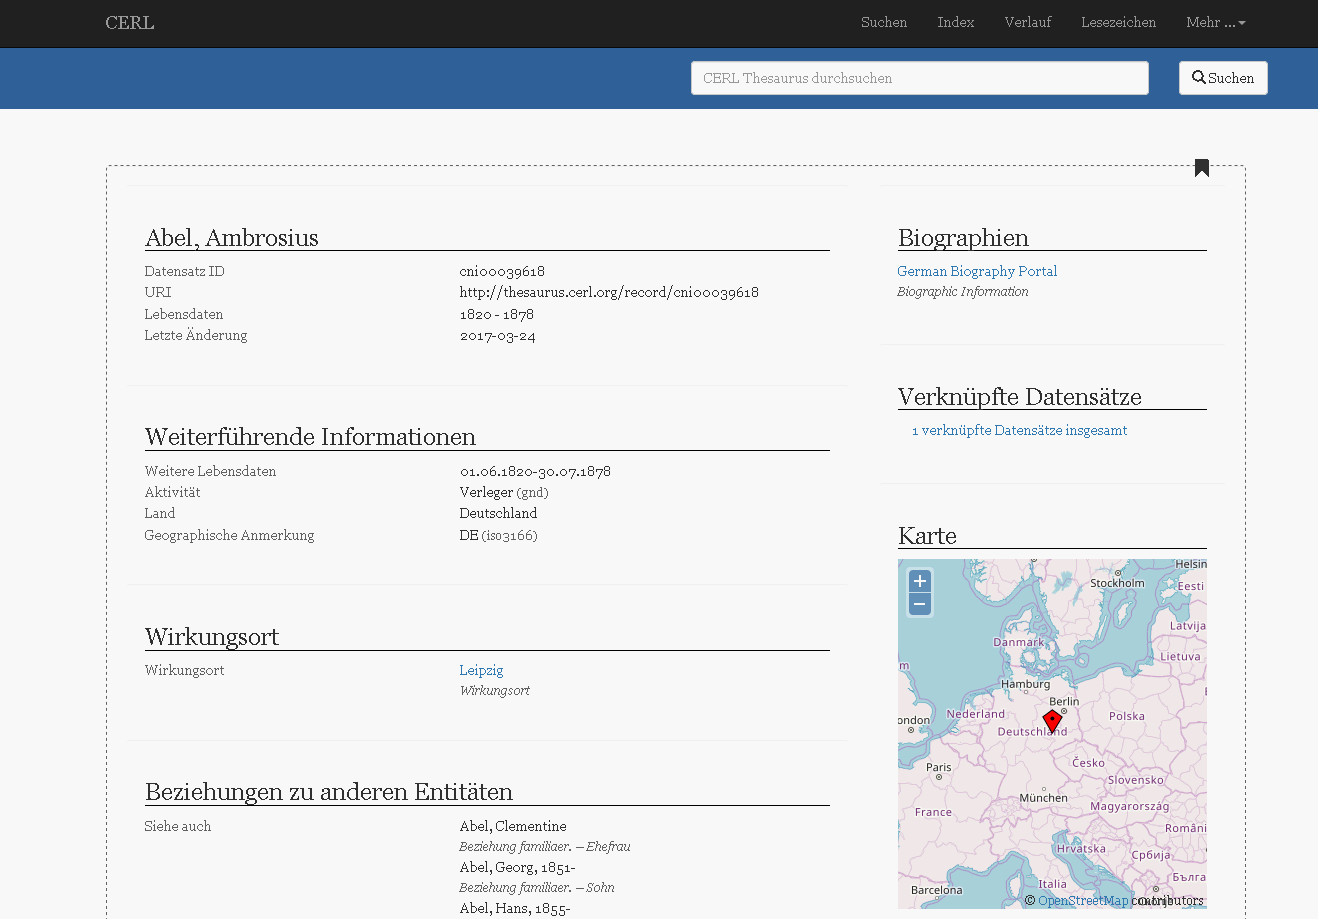 CERL
Suchen Index Verlauf Lesezeichen Mehr ...
CERL Thesaurus durchsuchen
Suchen
Abel, Ambrosius
Datensatz ID cni00039618
URI http://thesaurus.cerl.org/record/cni00039618
Lebensdaten 1820 - 1878
Letzte Änderung 2017-03-24
Weiterführende Informationen
Weitere Lebensdaten 01.06.1820-30.07.1878
Aktivität Verleger (gnd)
Land Deutschland
Geographische Anmerkung DE (iso3166)
Wirkungsort
Wirkungsort Leipzig
Wirkungsort
Beziehungen zu anderen Entitäten
Siehe auch Abel, Clementine
Beziehung familiaer. – Ehefrau
Abel, Georg, 1851-
Beziehung familiaer. – Sohn
Abel, Hans, 1855-
Biographien
German Biography Portal
Biographic Information
Verknüpfte Datensätze
1 verknüpfte Datensätze insgesamt
Karte
+
−
Helsin
Stockholm
Eesti
Latvija
Danmark
Lietuva
m
Hamburg
Berlin
Nederland
Polska
ondon
Deutschland
Paris
Česko
Slovensko
München
Magyarország
France
Români
Hrvatska
Србија
Бълга
Italia
Barcelona
© OpenStreetMap contributors